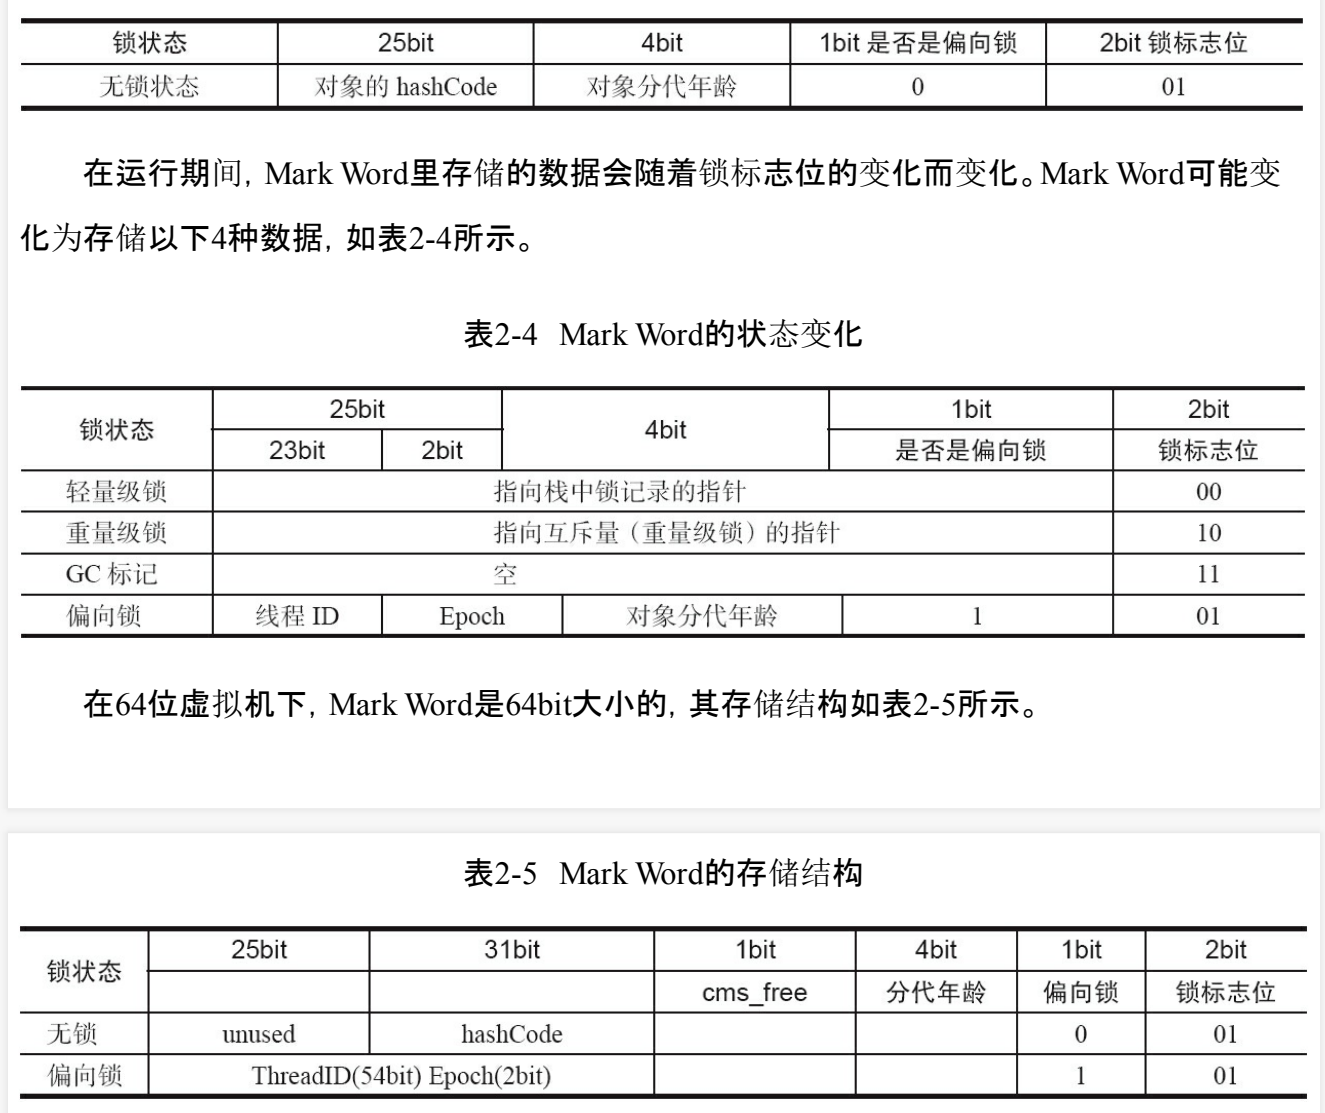 锁状态 25bit 4bit 1bit 是否是偏向锁 2bit 锁标志位
无锁状态 对象的 hashCode 对象分代年龄 0 01
在运行期间，Mark Word里存储的数据会随着锁标志位的变化而变化。Mark Word可能变
化为存储以下4种数据，如表2-4所示。
表2-4 Mark Word的状态变化
锁状态 25bit 4bit 1bit 2bit
23bit 2bit 是否是偏向锁 锁标志位
轻量级锁 指向栈中锁记录的指针 00
重量级锁 指向互斥量（重量级锁）的指针 10
GC 标记 空 11
偏向锁 线程 ID Epoch 对象分代年龄 1 01
在64位虚拟机下，Mark Word是64bit大小的，其存储结构如表2-5所示。
表2-5 Mark Word的存储结构
锁状态 25bit 31bit 1bit 4bit 1bit 2bit
cms_free 分代年龄 偏向锁 锁标志位
无锁 unused hashCode 0 01
偏向锁 ThreadID(54bit) Epoch(2bit) 1 01